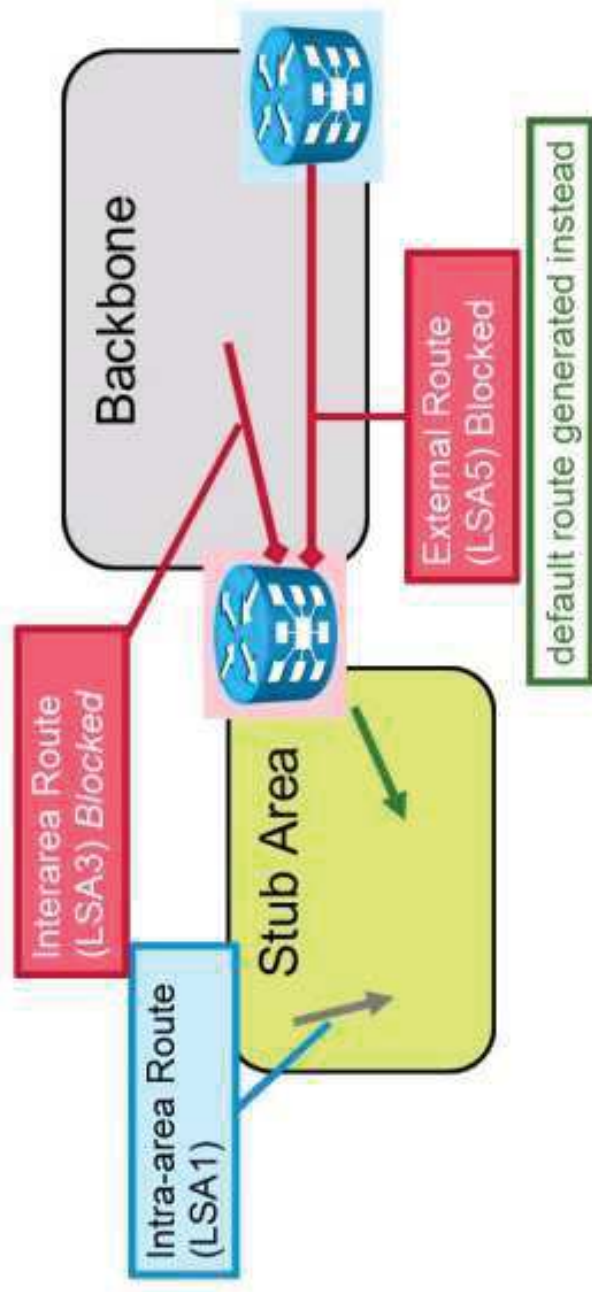 Intra-area Route
(LSA1)
Interarea Route
(LSA3) Blocked
Stub Area
Backbone
External Route
(LSA5) Blocked
default route generated instead